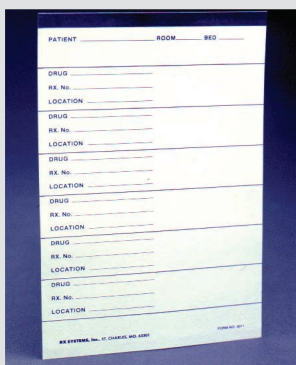 PATIENT ROOM BED
DRUG
RX. No.
LOCATION
DRUG
RX. No.
LOCATION
DRUG
RX. No.
LOCATION
DRUG
RX. No.
LOCATION
DRUG
RX. No.
LOCATION
DRUG
RX. No.
LOCATION
RX SYSTEMS, Inc., ST. CHARLES, MO. FORM NO.